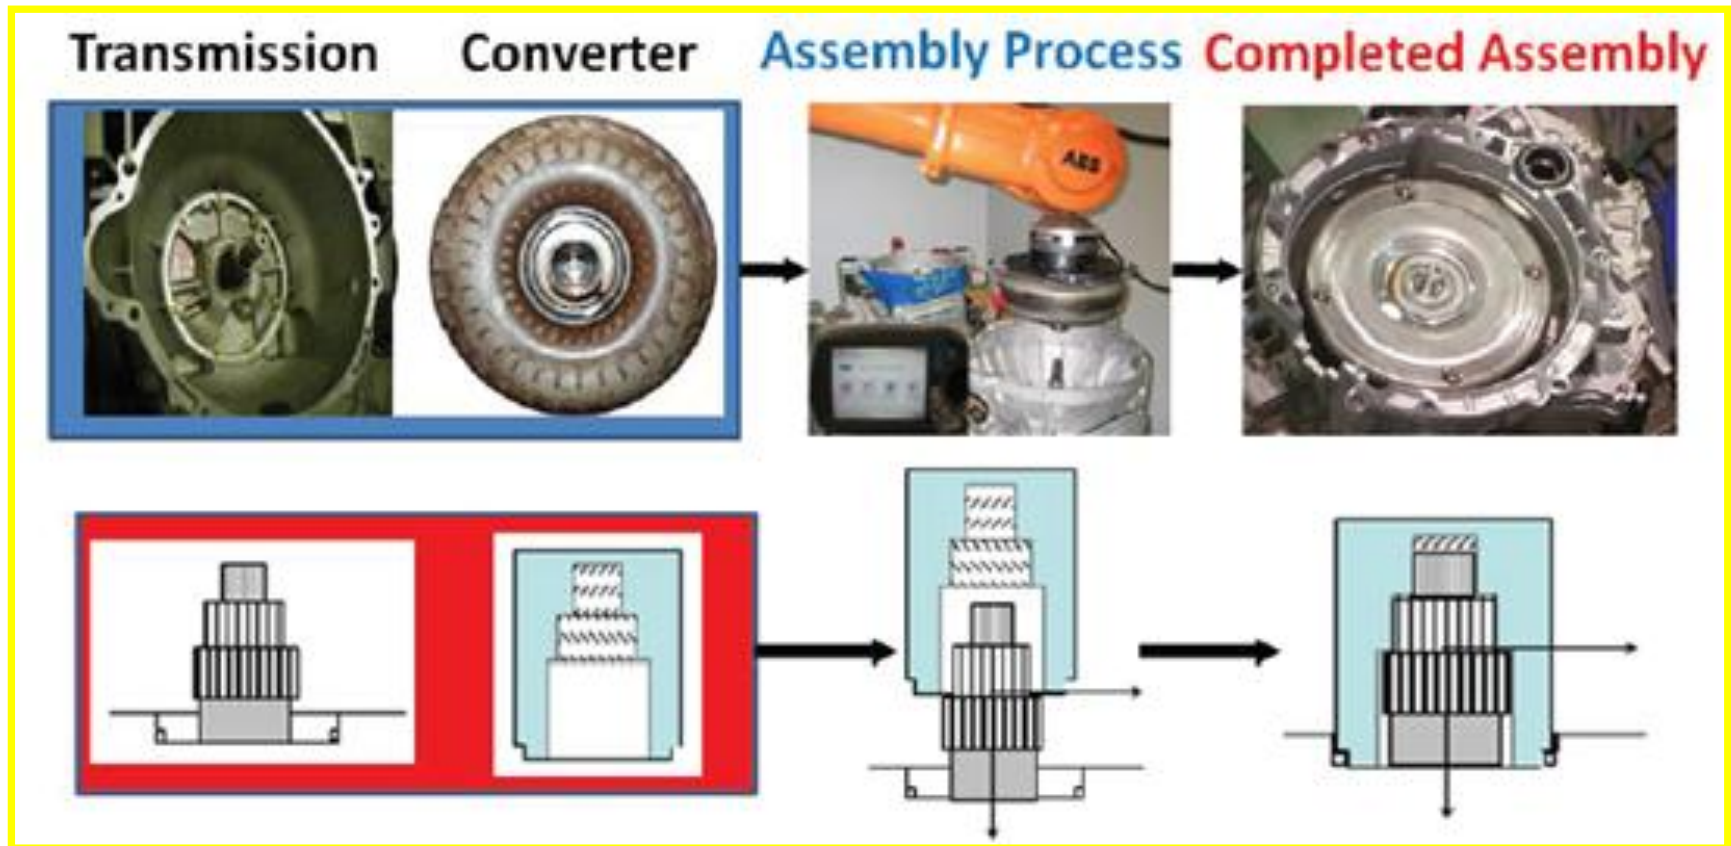 Transmission
Converter
Assembly Process
Completed Assembly
ABB